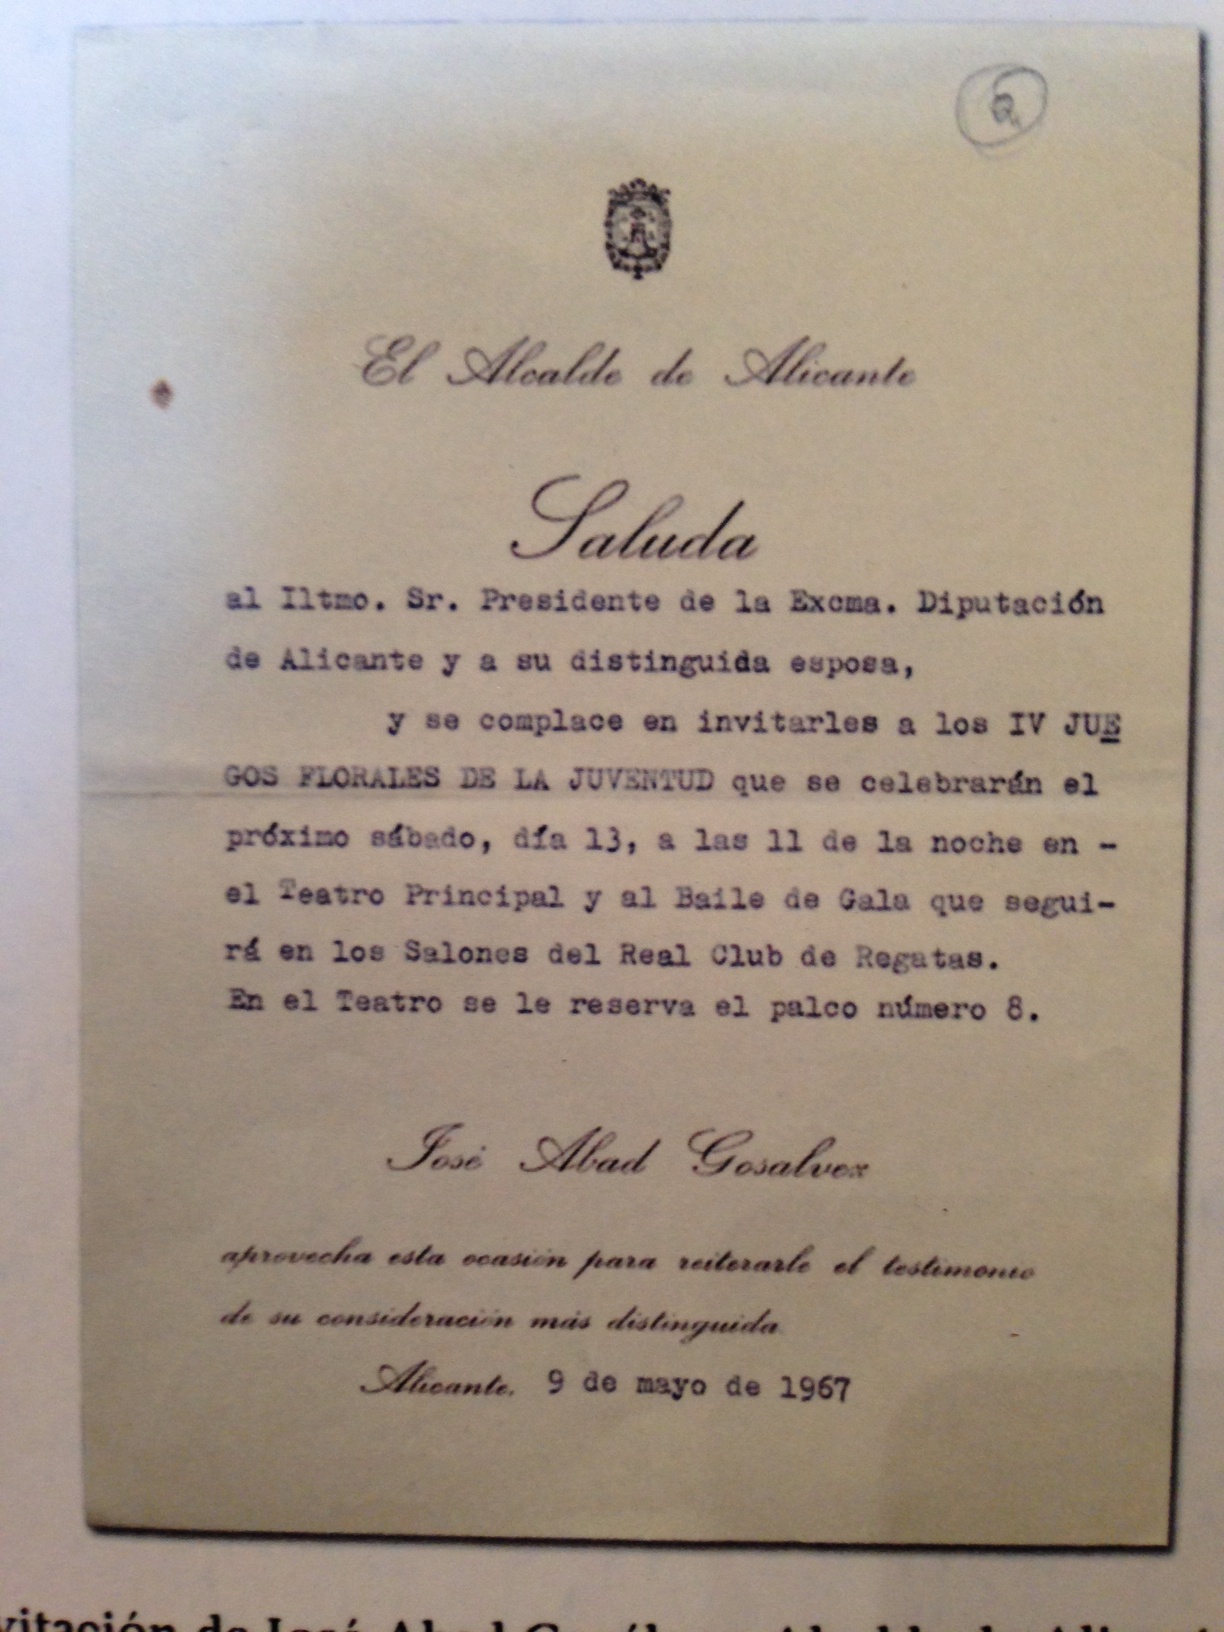 El Alcalde de Alicante
Saluda
al Iltmo. Sr. Presidente de la Excma. Diputación
de Alicante y a su distinguida esposa,
y se complace en invitarles a los IV JUE
GOS FLORALES DE LA JUVENTUD que se celebrarán el
próximo sábado, día 13, a las 11 de la noche en -
el Teatro Principal y al Baile de Gala que segui-
rá en los Salones del Real Club de Regatas.
En el Teatro se le reserva el palco número 8.
José Abad Gosalvez
aprovecha esta ocasión para reiterarle el testimonio
de su consideración más distinguida
Alicante, 9 de mayo de 1967